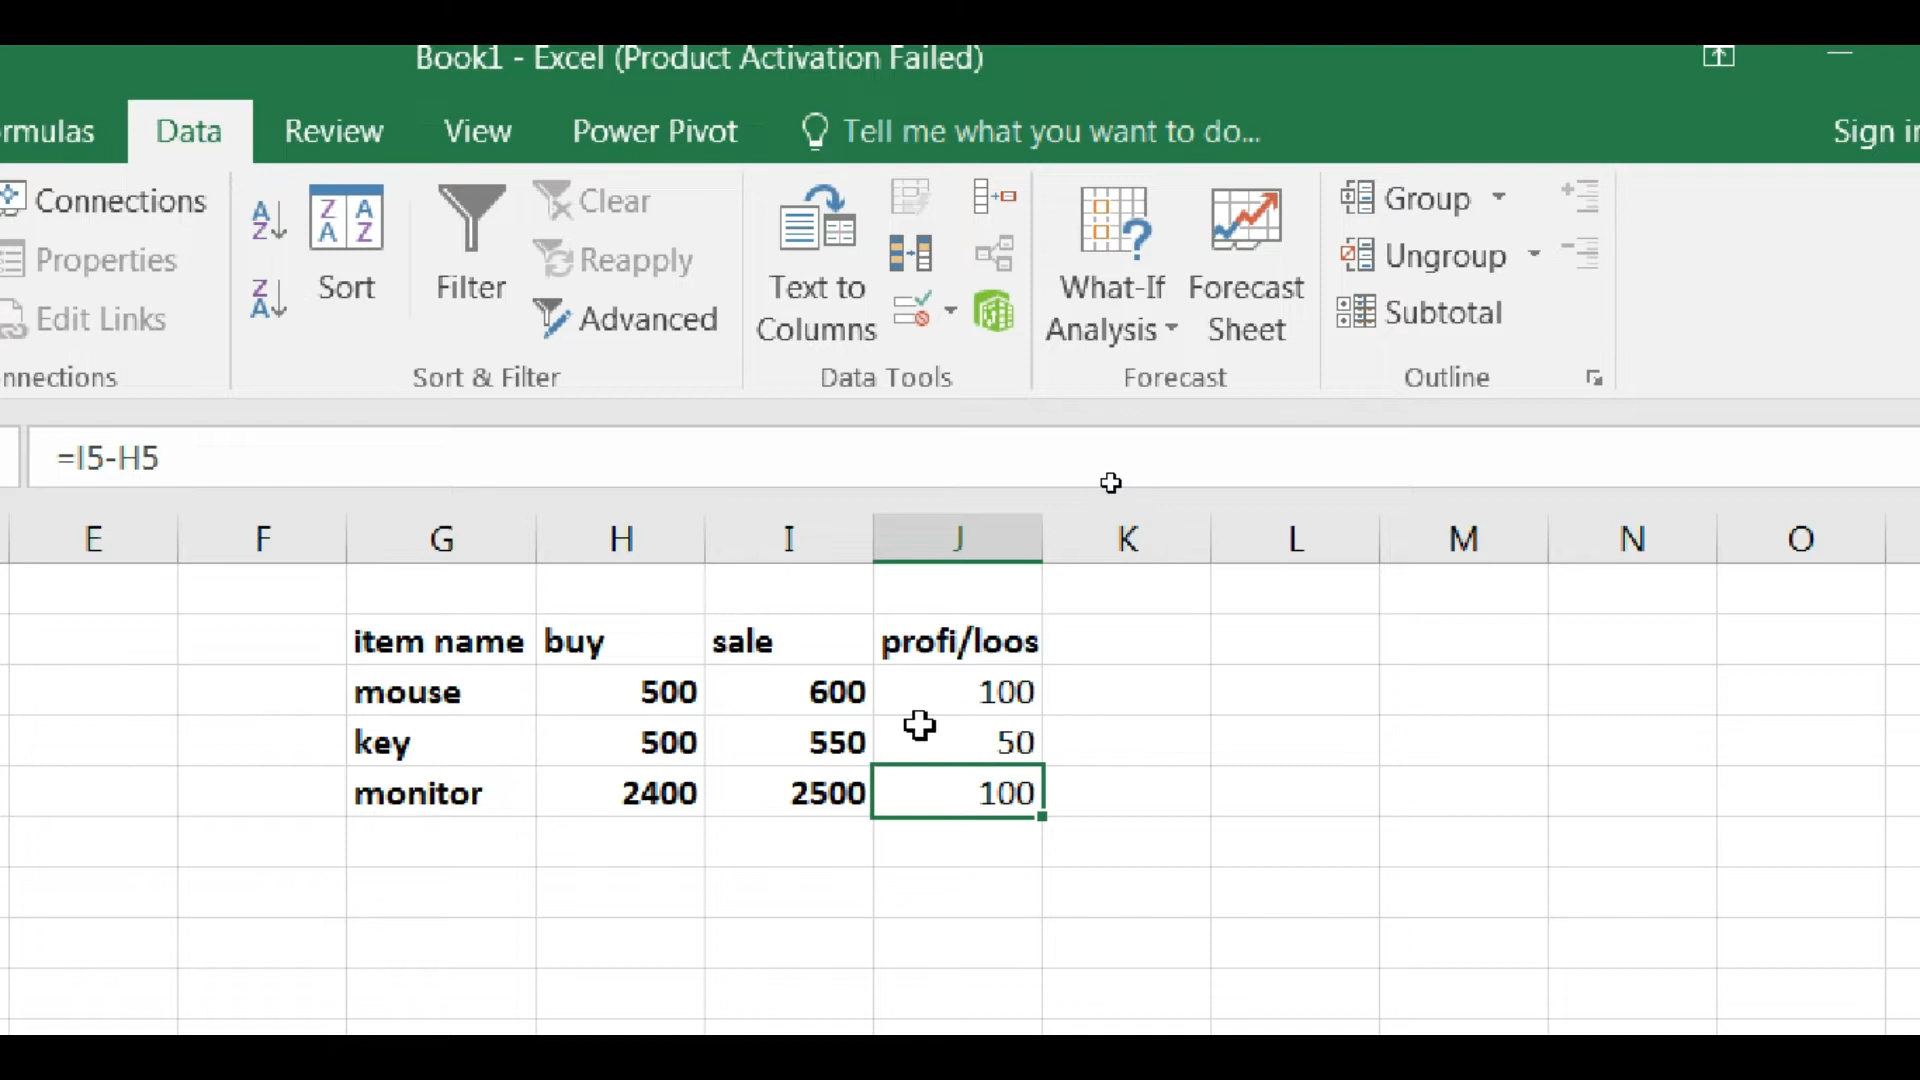 Book1 - Excel (Product Activation Failed)
rmulas Data Review View Power Pivot Tell me what you want to do... Sign in
Connections
Properties
Edit Links
nnections
Sort
Filter
Clear
Reapply
Advanced
Sort & Filter
Text to
Columns
Data Tools
What-If
Analysis
Forecast
Sheet
Forecast
Group
Ungroup
Subtotal
Outline
=I5-H5
E F G H I J K L M N O
item name buy sale profi/loos
mouse 500 600 100
key 500 550 50
monitor 2400 2500 100